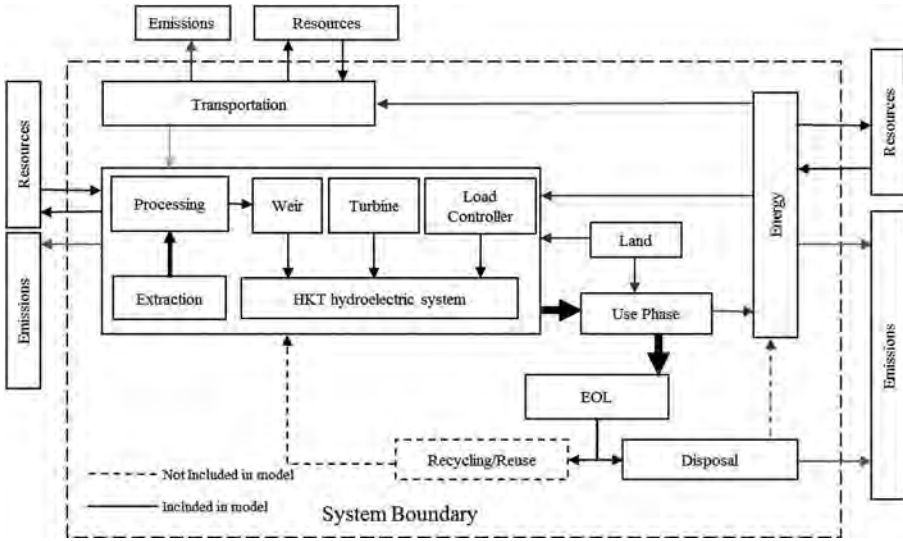 Emissions
Resources
Transportation
Resources
Emissions
Processing
Weir
Turbine
Load
Controller
Extraction
HKT hydroelectric system
Land
Use Phase
Energy
Resources
Emissions
EOL
Recycling/Reuse
Disposal
Not Included in model
Included in model
System Boundary